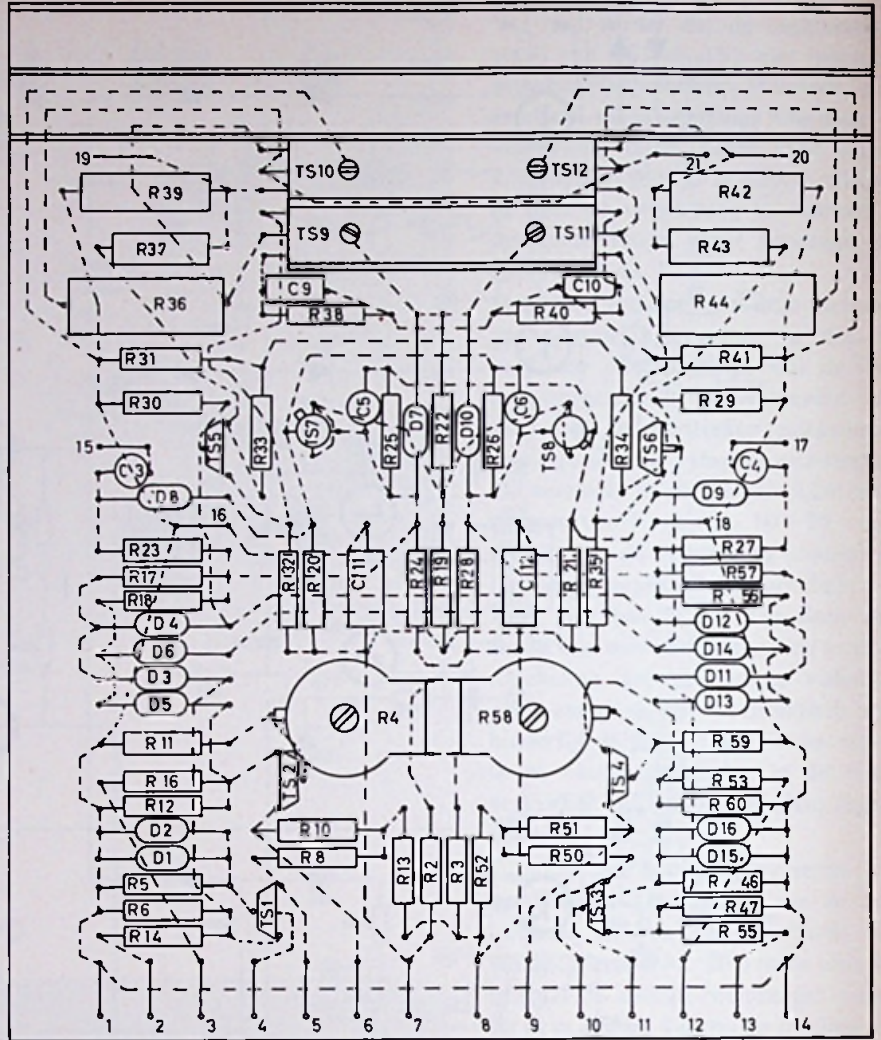 TS10 TS12
19 21 20
R39 R42
TS9 TS11
R37 R43
C9 C10
R36 R44
R38 R40
R31 R41
R30 R29
R33 TS7 C5 R25 D7 R22 D10 R26 C6 TS8 R34
15 TS5 TS6 17
C3 C4
D8 D9
16 18
R23 R27
R17 R32 R20 C11 R24 R19 R28 C12 R21 R35 R57
R18 R56
D4 D12
D6 D14
D3 D11
D5 D13
R4 R58
R11 R59
R16 TS2 TS4 R53
R12 R60
D2 R10 R51 D16
D1 R8 R13 R2 R3 R52 R50 D15
R5 R46
R6 TS1 TS3 R47
R14 R55
1 2 3 4 5 6 7 8 9 10 11 12 13 14